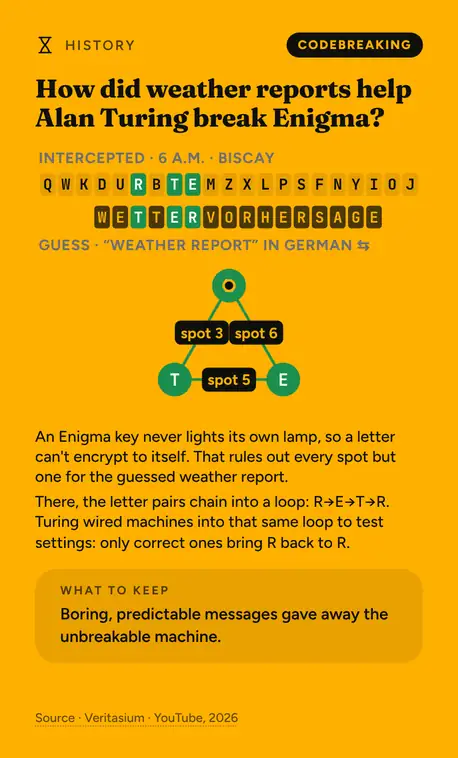 HISTORY
CODEBREAKING
How did weather reports help
Alan Turing break Enigma?
INTERCEPTED · 6 A.M. · BISCAY
QWKDURBTEMZXLPSFNYIOJ
WETTERVORHERSAGE
GUESS · “WEATHER REPORT” IN GERMAN ⇆
spot 3 spot 6
T spot 5 E
An Enigma key never lights its own lamp, so a letter
can't encrypt to itself. That rules out every spot but
one for the guessed weather report.
There, the letter pairs chain into a loop: R→E→T→R.
Turing wired machines into that same loop to test
settings: only correct ones bring R back to R.
WHAT TO KEEP
Boring, predictable messages gave away the
unbreakable machine.
Source · Veritasium · YouTube, 2026